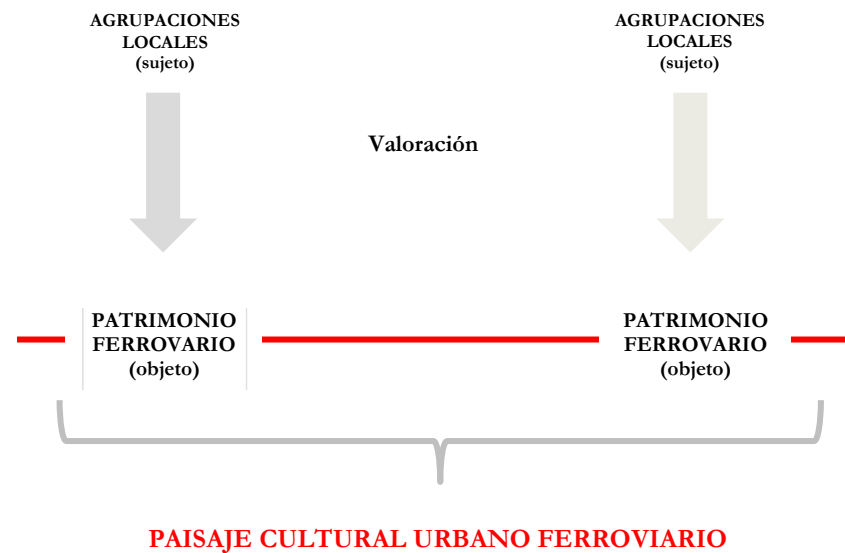 AGRUPACIONES
LOCALES
(sujeto)
AGRUPACIONES
LOCALES
(sujeto)
Valoración
PATRIMONIO
FERROVARIO
(objeto)
PATRIMONIO
FERROVARIO
(objeto)
PAISAJE CULTURAL URBANO FERROVIARIO